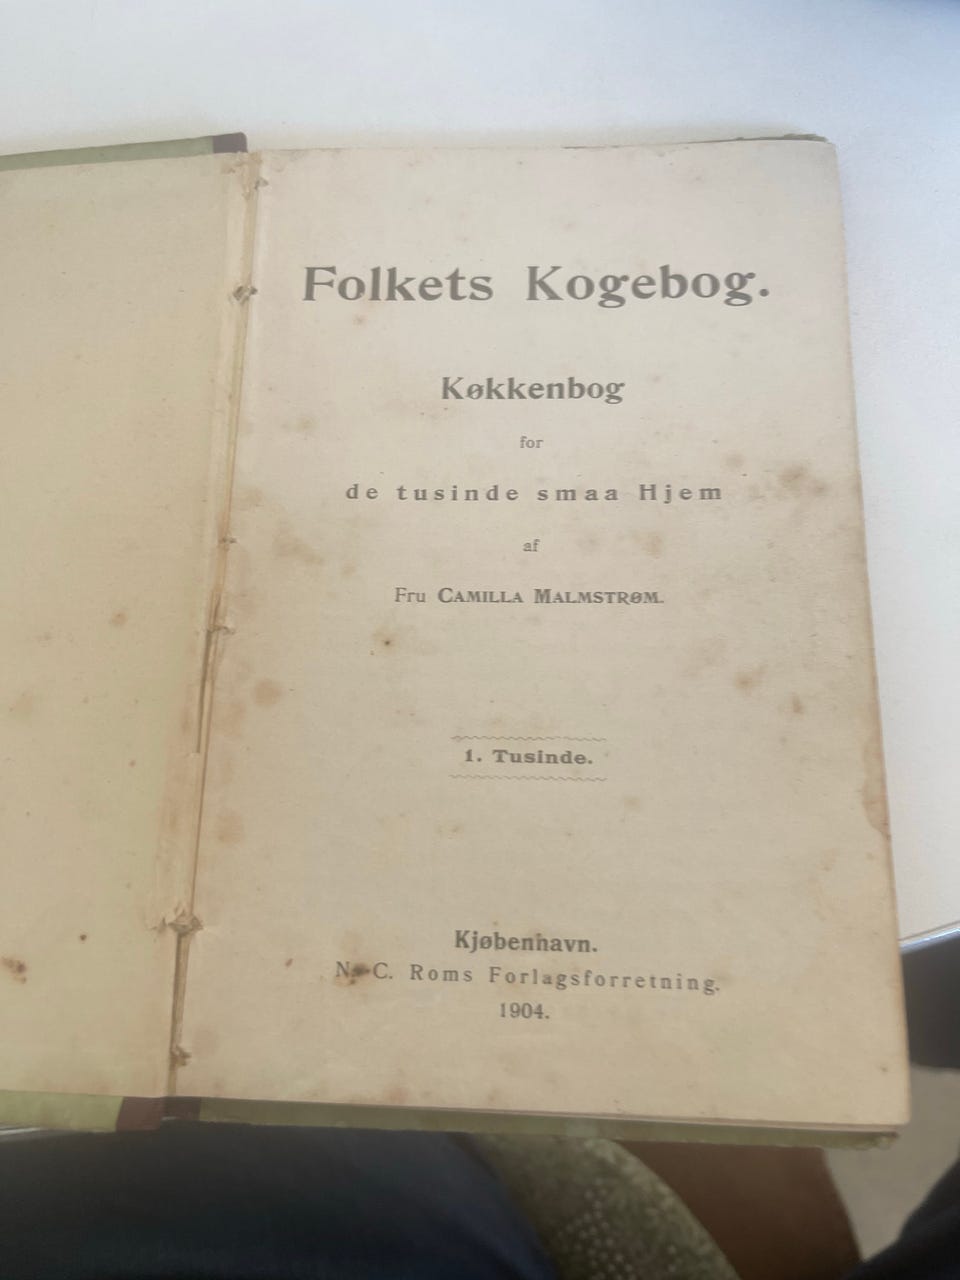 Folkets Kogebog.
Køkkenbog
for
de tusinde smaa Hjem
af
Fru CAMILLA MALMSTRØM.
1. Tusinde.
Kjøbenhavn.
N. C. Roms Forlagsforretning.
1904.